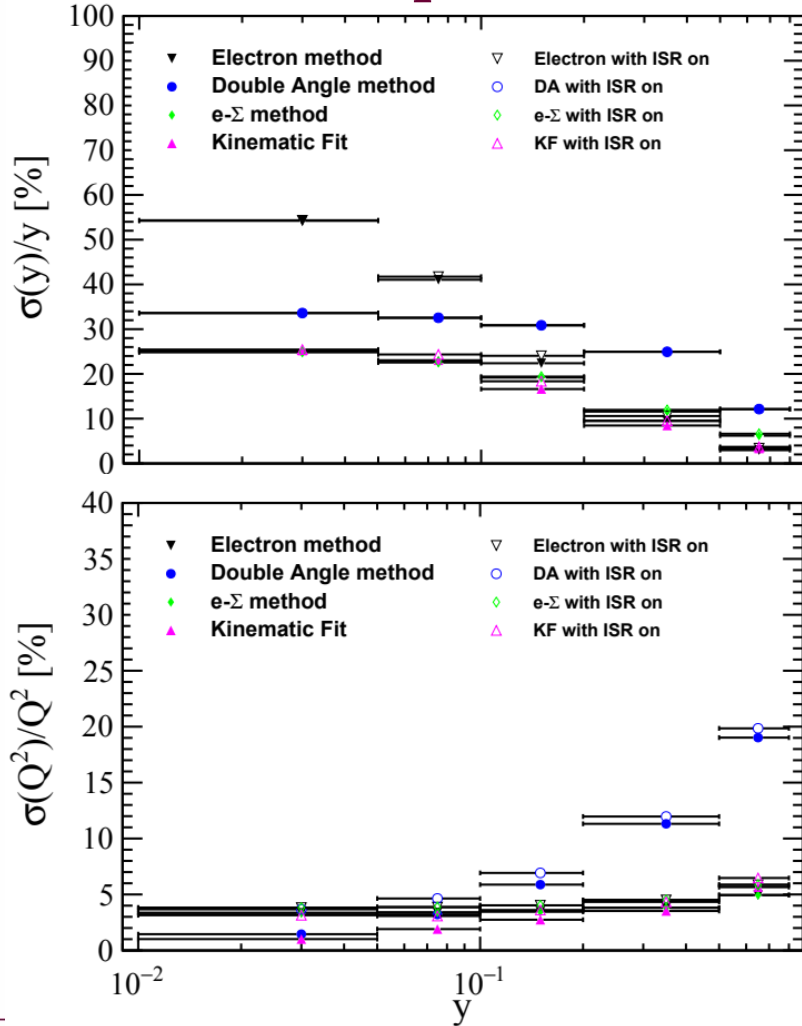 100
90
80
70
60
50
40
30
20
10
0
σ(y)/y [%]
Electron method
Double Angle method
e-Σ method
Kinematic Fit
Electron with ISR on
DA with ISR on
e-Σ with ISR on
KF with ISR on
40
35
30
25
20
15
10
5
0
σ(Q²)/Q² [%]
Electron method
Double Angle method
e-Σ method
Kinematic Fit
Electron with ISR on
DA with ISR on
e-Σ with ISR on
KF with ISR on
10⁻²
10⁻¹
y